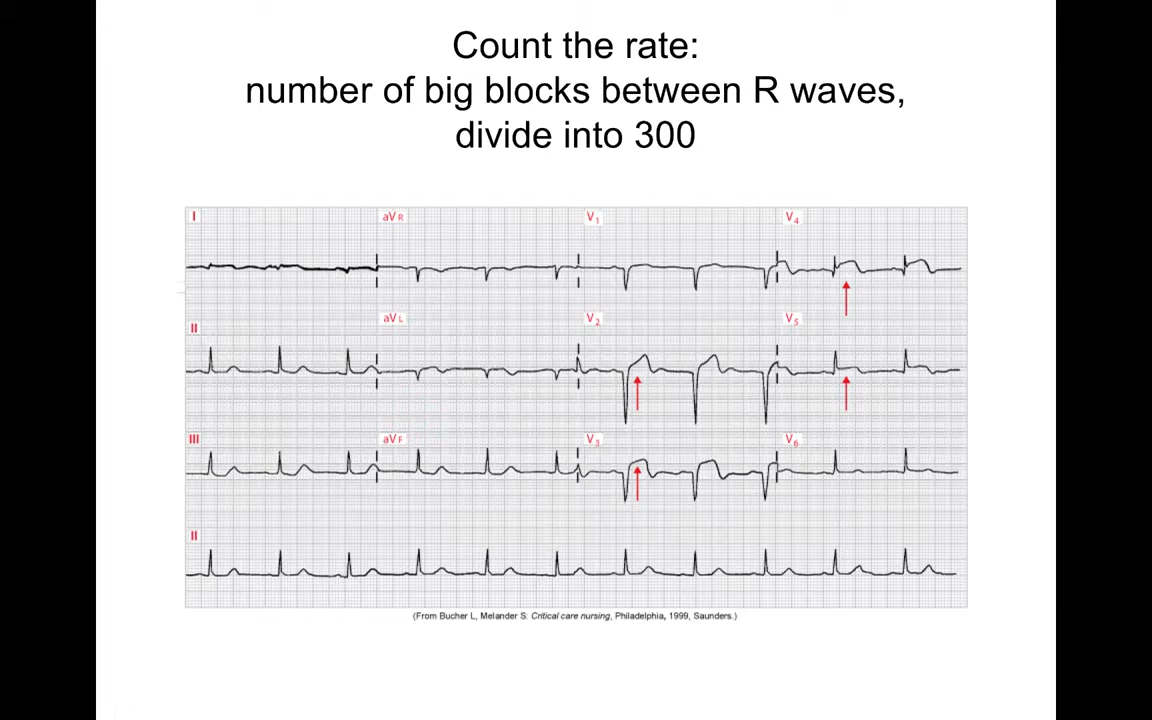 Count the rate:
number of big blocks between R waves,
divide into 300
I aVR V1 V4
II aVL V2 V5
III aVF V3 V6
II
(From Bucher L, Melander S: Critical care nursing, Philadelphia, 1999, Saunders.)